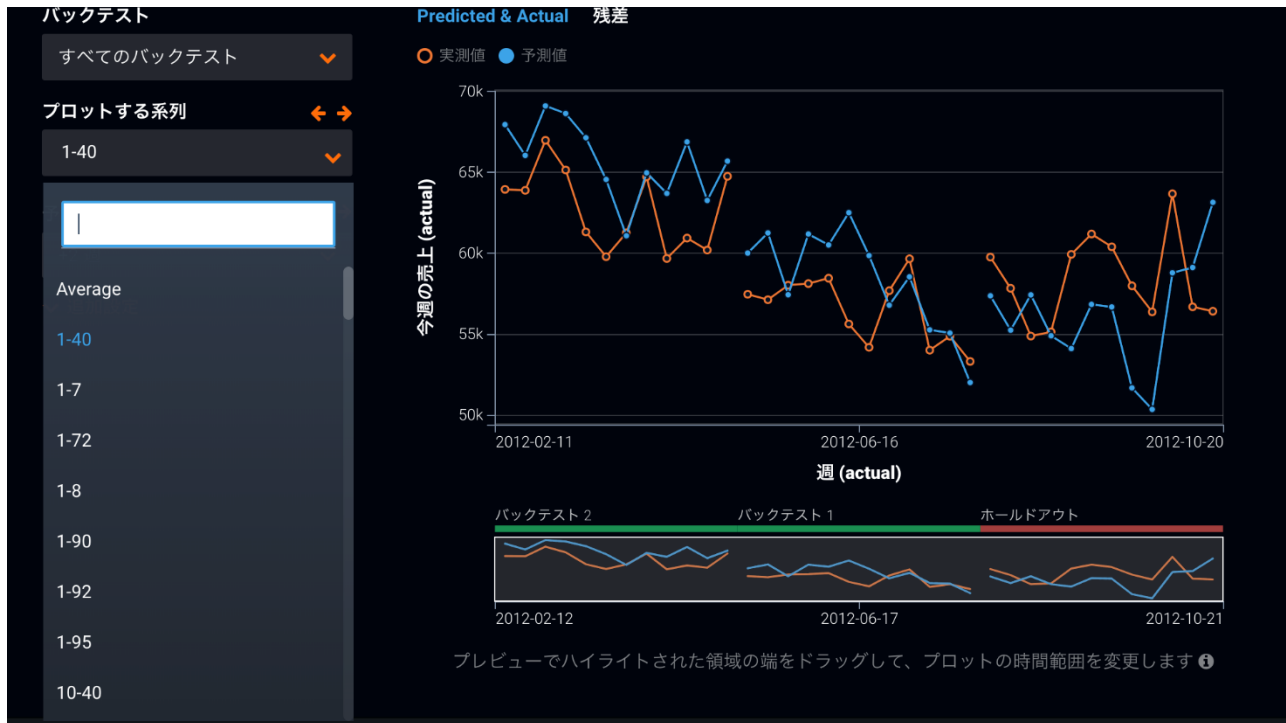 バックテスト
すべてのバックテスト
プロットする系列
1-40
Average
1-40
1-7
1-72
1-8
1-90
1-92
1-95
10-40
Predicted & Actual 残差
実測値 予測値
今週の売上 (actual)
70k
65k
60k
55k
50k
2012-02-11 2012-06-16 2012-10-20
週 (actual)
バックテスト 2 バックテスト 1 ホールドアウト
2012-02-12 2012-06-17 2012-10-21
プレビューでハイライトされた領域の端をドラッグして、プロットの時間範囲を変更します